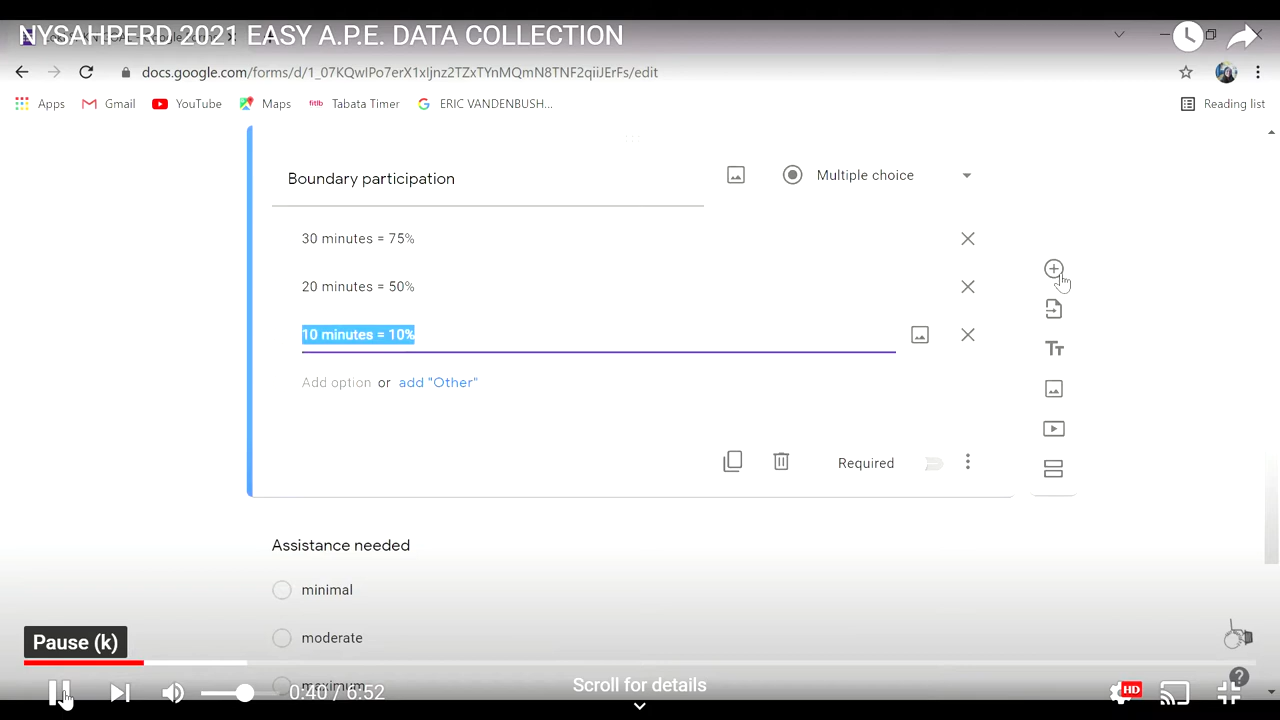 NYSAHPERD 2021 EASY A.P.E. DATA COLLECTION
docs.google.com/forms/d/1_07KQwIPo7erX1xIjnz2TZxTYnMQmN8TNF2qiiJErFs/edit
Apps Gmail YouTube Maps fitlb Tabata Timer ERIC VANDENBUSH... Reading list
Boundary participation
Multiple choice
30 minutes = 75%
20 minutes = 50%
10 minutes = 10%
Add option or add "Other"
Required
Assistance needed
minimal
moderate
Pause (k)
maximum
0:40 / 6:52
Scroll for details
HD